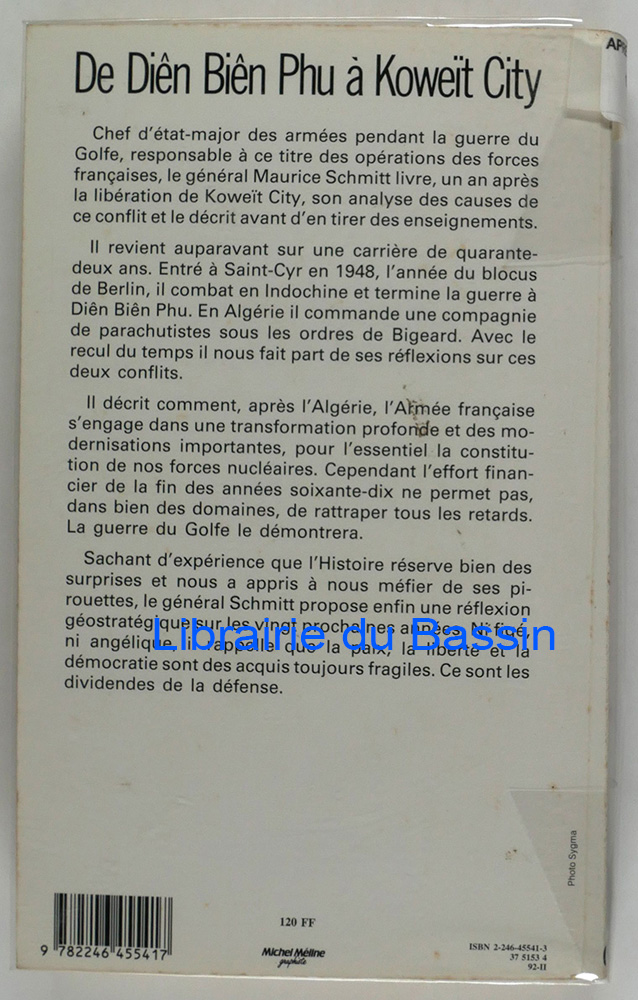 De Diên Biên Phu à Koweït City
Chef d'état-major des armées pendant la guerre du
Golfe, responsable à ce titre des opérations des forces
françaises, le général Maurice Schmitt livre, un an après
la libération de Koweït City, son analyse des causes de
ce conflit et le décrit avant d'en tirer des enseignements.
Il revient auparavant sur une carrière de quarante-
deux ans. Entré à Saint-Cyr en 1948, l'année du blocus
de Berlin, il combat en Indochine et termine la guerre à
Diên Biên Phu. En Algérie il commande une compagnie
de parachutistes sous les ordres de Bigeard. Avec le
recul du temps il nous fait part de ses réflexions sur ces
deux conflits.
Il décrit comment, après l'Algérie, l'Armée française
s'engage dans une transformation profonde et des mo-
dernisations importantes, pour l'essentiel la constitu-
tion de nos forces nucléaires. Cependant l'effort finan-
cier de la fin des années soixante-dix ne permet pas,
dans bien des domaines, de rattraper tous les retards.
La guerre du Golfe le démontrera.
Sachant d'expérience que l'Histoire réserve bien des
surprises et nous a appris à nous méfier de ses pi-
rouettes, le général Schmitt propose enfin une réflexion
géostratégique sur les vingt prochaines années. Ni figé,
ni angélique, il rappelle que la paix, la liberté et la
démocratie sont des acquis toujours fragiles. Ce sont les
dividendes de la défense.
Librairie du Bassin
Photo Sygma
120 FF
9 782246 455417
Michel Méline
graphiste
ISBN 2-246-45541-3
37 5153 4
92-II